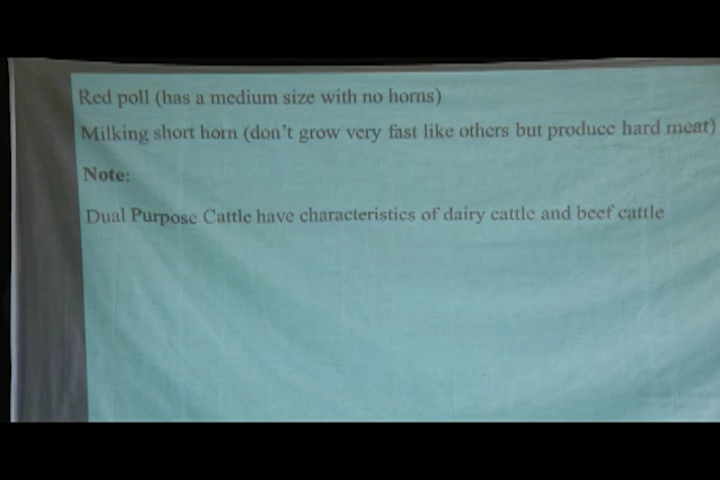 Red poll (has a medium size with no horns)
Milking short horn (don't grow very fast like others but produce hard meat)
Note:
Dual Purpose Cattle have characteristics of dairy cattle and beef cattle